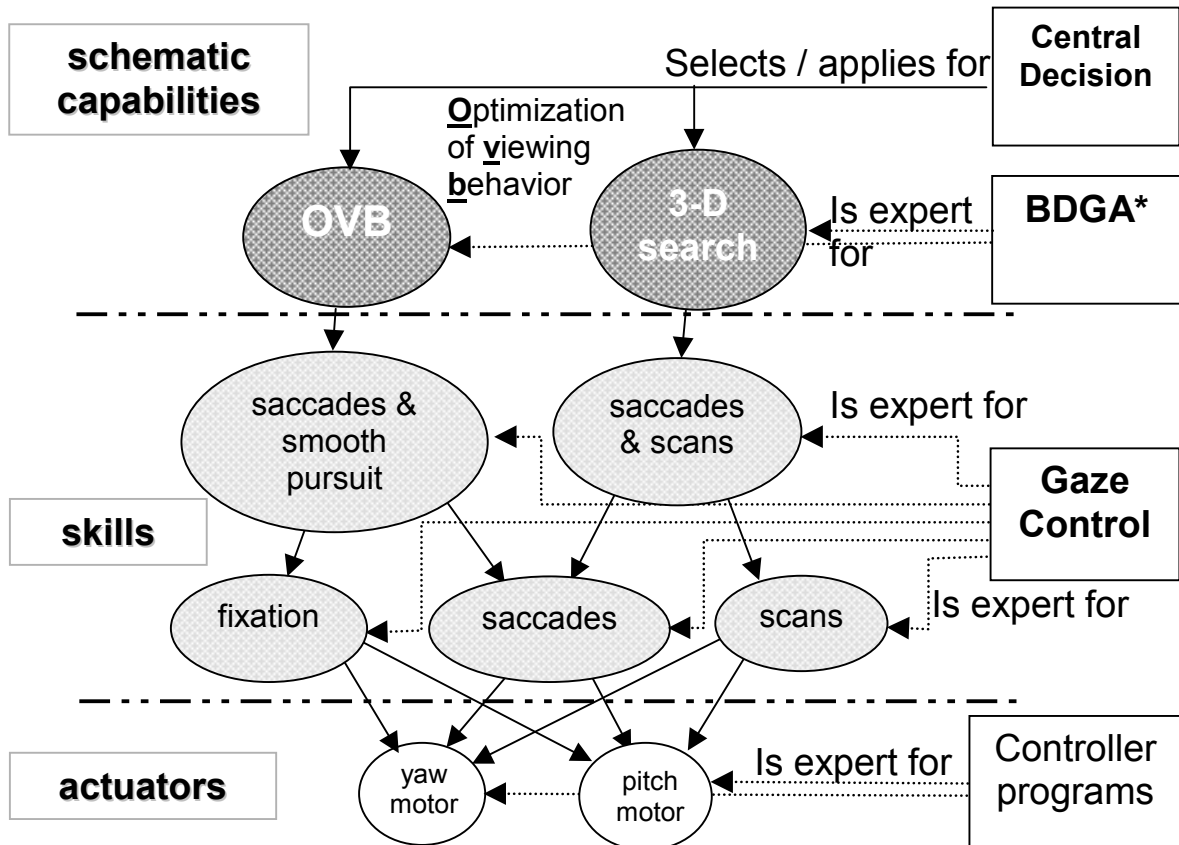 schematic
capabilities
Selects / applies for
Central
Decision
Optimization
of viewing
behavior
OVB
3-D
search
Is expert
for
BDGA*
saccades &
smooth
pursuit
saccades
& scans
Is expert for
Gaze
Control
skills
fixation
saccades
scans
Is expert for
actuators
yaw
motor
pitch
motor
Is expert for
Controller
programs